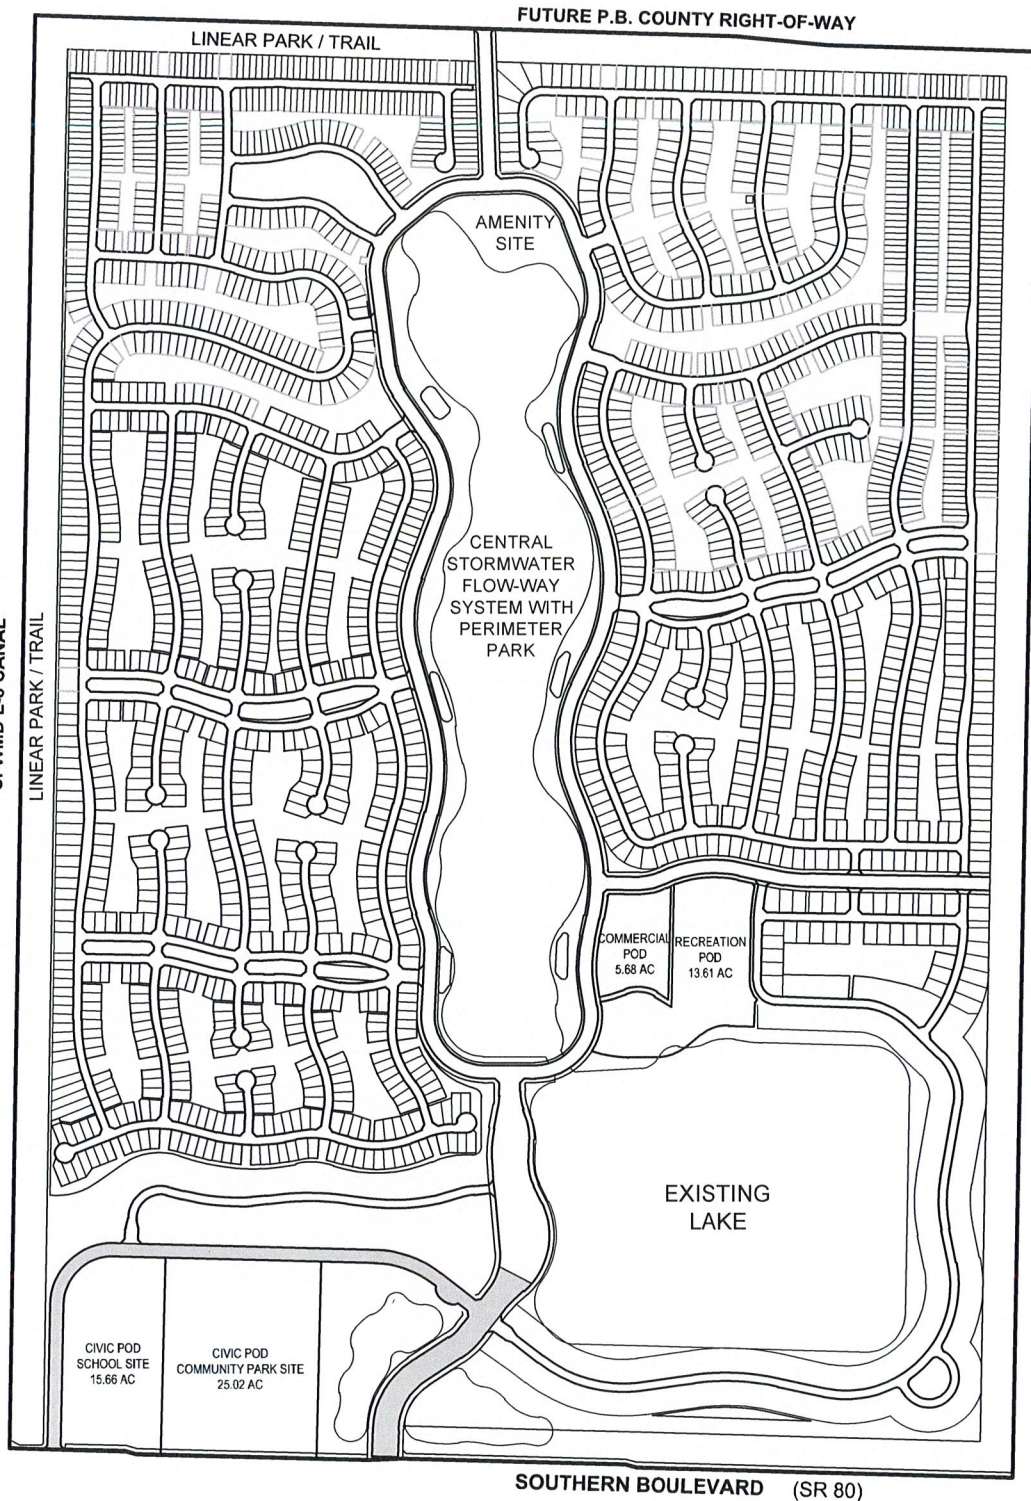 FUTURE P.B. COUNTY RIGHT-OF-WAY
LINEAR PARK / TRAIL
AMENITY
SITE
CENTRAL
STORMWATER
FLOW-WAY
SYSTEM WITH
PERIMETER
PARK
CANAL
LINEAR PARK / TRAIL
COMMERCIAL
POD
5.68 AC
RECREATION
POD
13.61 AC
EXISTING
LAKE
CIVIC POD
SCHOOL SITE
15.66 AC
CIVIC POD
COMMUNITY PARK SITE
25.02 AC
SOUTHERN BOULEVARD (SR 80)